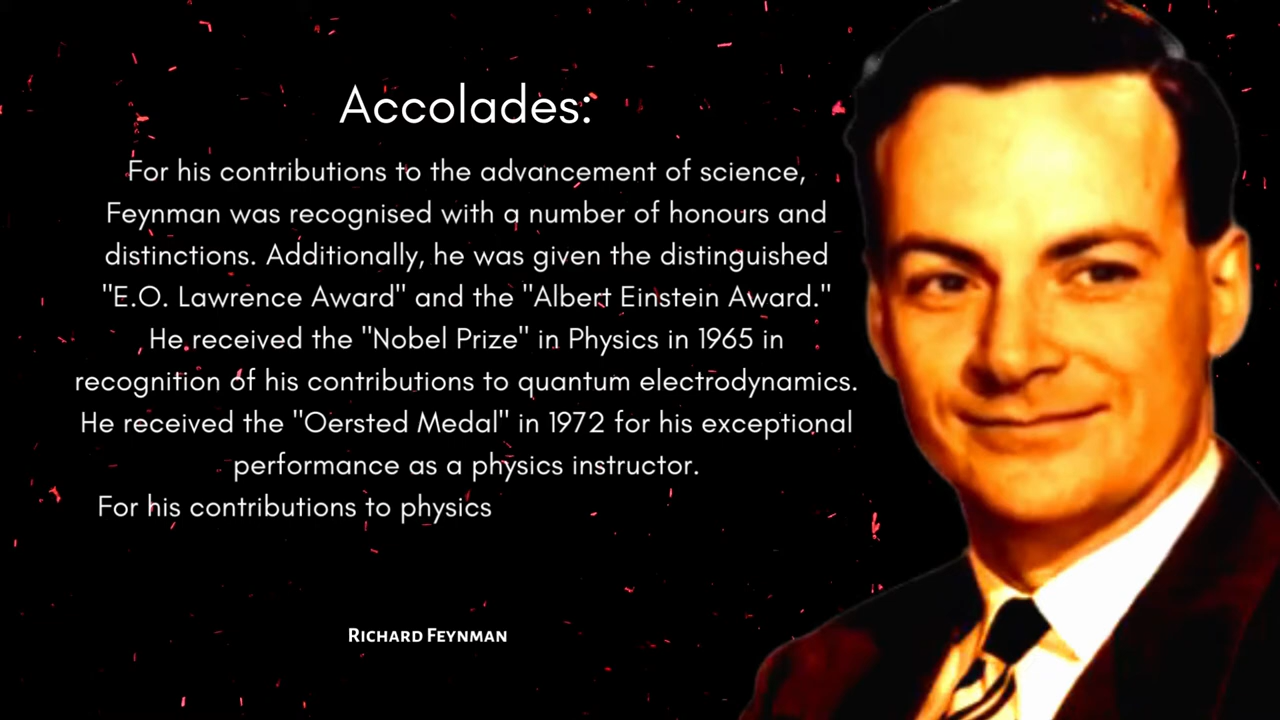 Accolades:
For his contributions to the advancement of science,
Feynman was recognised with a number of honours and
distinctions. Additionally, he was given the distinguished
"E.O. Lawrence Award" and the "Albert Einstein Award."
He received the "Nobel Prize" in Physics in 1965 in
recognition of his contributions to quantum electrodynamics.
He received the "Oersted Medal" in 1972 for his exceptional
performance as a physics instructor.
For his contributions to physics
Richard Feynman